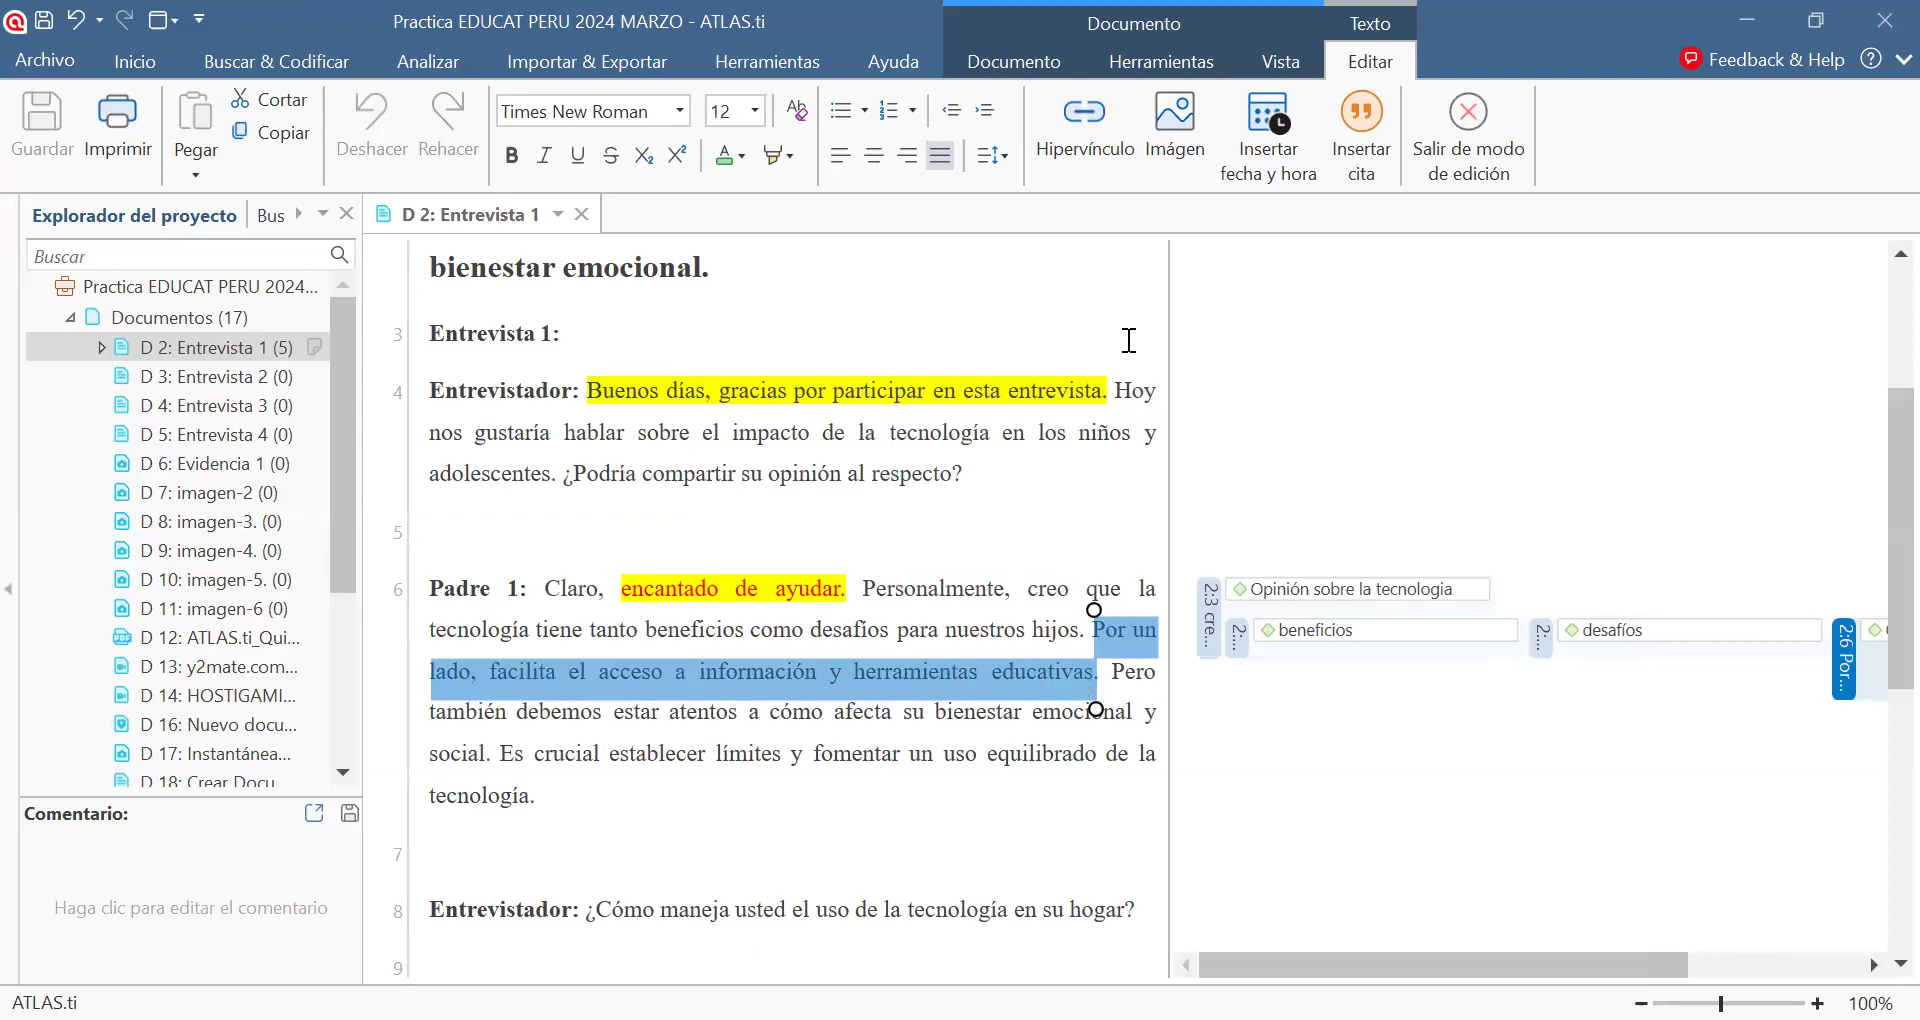 Practica EDUCAT PERU 2024 MARZO - ATLAS.ti
Documento
Texto
Archivo
Inicio
Buscar & Codificar
Analizar
Importar & Exportar
Herramientas
Ayuda
Documento
Herramientas
Vista
Editar
Feedback & Help
Guardar
Imprimir
Pegar
Cortar
Copiar
Deshacer
Rehacer
Times New Roman
12
Hipervínculo
Imágen
Insertar
fecha y hora
Insertar
cita
Salir de modo
de edición
Explorador del proyecto
Bus
D 2: Entrevista 1
Buscar
Practica EDUCAT PERU 2024...
Documentos (17)
D 2: Entrevista 1 (5)
D 3: Entrevista 2 (0)
D 4: Entrevista 3 (0)
D 5: Entrevista 4 (0)
D 6: Evidencia 1 (0)
D 7: imagen-2 (0)
D 8: imagen-3. (0)
D 9: imagen-4. (0)
D 10: imagen-5. (0)
D 11: imagen-6 (0)
D 12: ATLAS.ti_Qui...
D 13: y2mate.com...
D 14: HOSTIGAMI...
D 16: Nuevo docu...
D 17: Instantánea...
D 18: Crear Docu
Comentario:
Haga clic para editar el comentario
bienestar emocional.
3
Entrevista 1:
4
Entrevistador: Buenos días, gracias por participar en esta entrevista. Hoy
nos gustaría hablar sobre el impacto de la tecnología en los niños y
adolescentes. ¿Podría compartir su opinión al respecto?
5
6
Padre 1: Claro, encantado de ayudar. Personalmente, creo que la
tecnología tiene tanto beneficios como desafíos para nuestros hijos. Por un
lado, facilita el acceso a información y herramientas educativas. Pero
también debemos estar atentos a cómo afecta su bienestar emocional y
social. Es crucial establecer límites y fomentar un uso equilibrado de la
tecnología.
7
8
Entrevistador: ¿Cómo maneja usted el uso de la tecnología en su hogar?
9
2:3 cre...
Opinión sobre la tecnologia
2:...
beneficios
2:...
desafíos
2:6 Por...
ATLAS.ti
100%